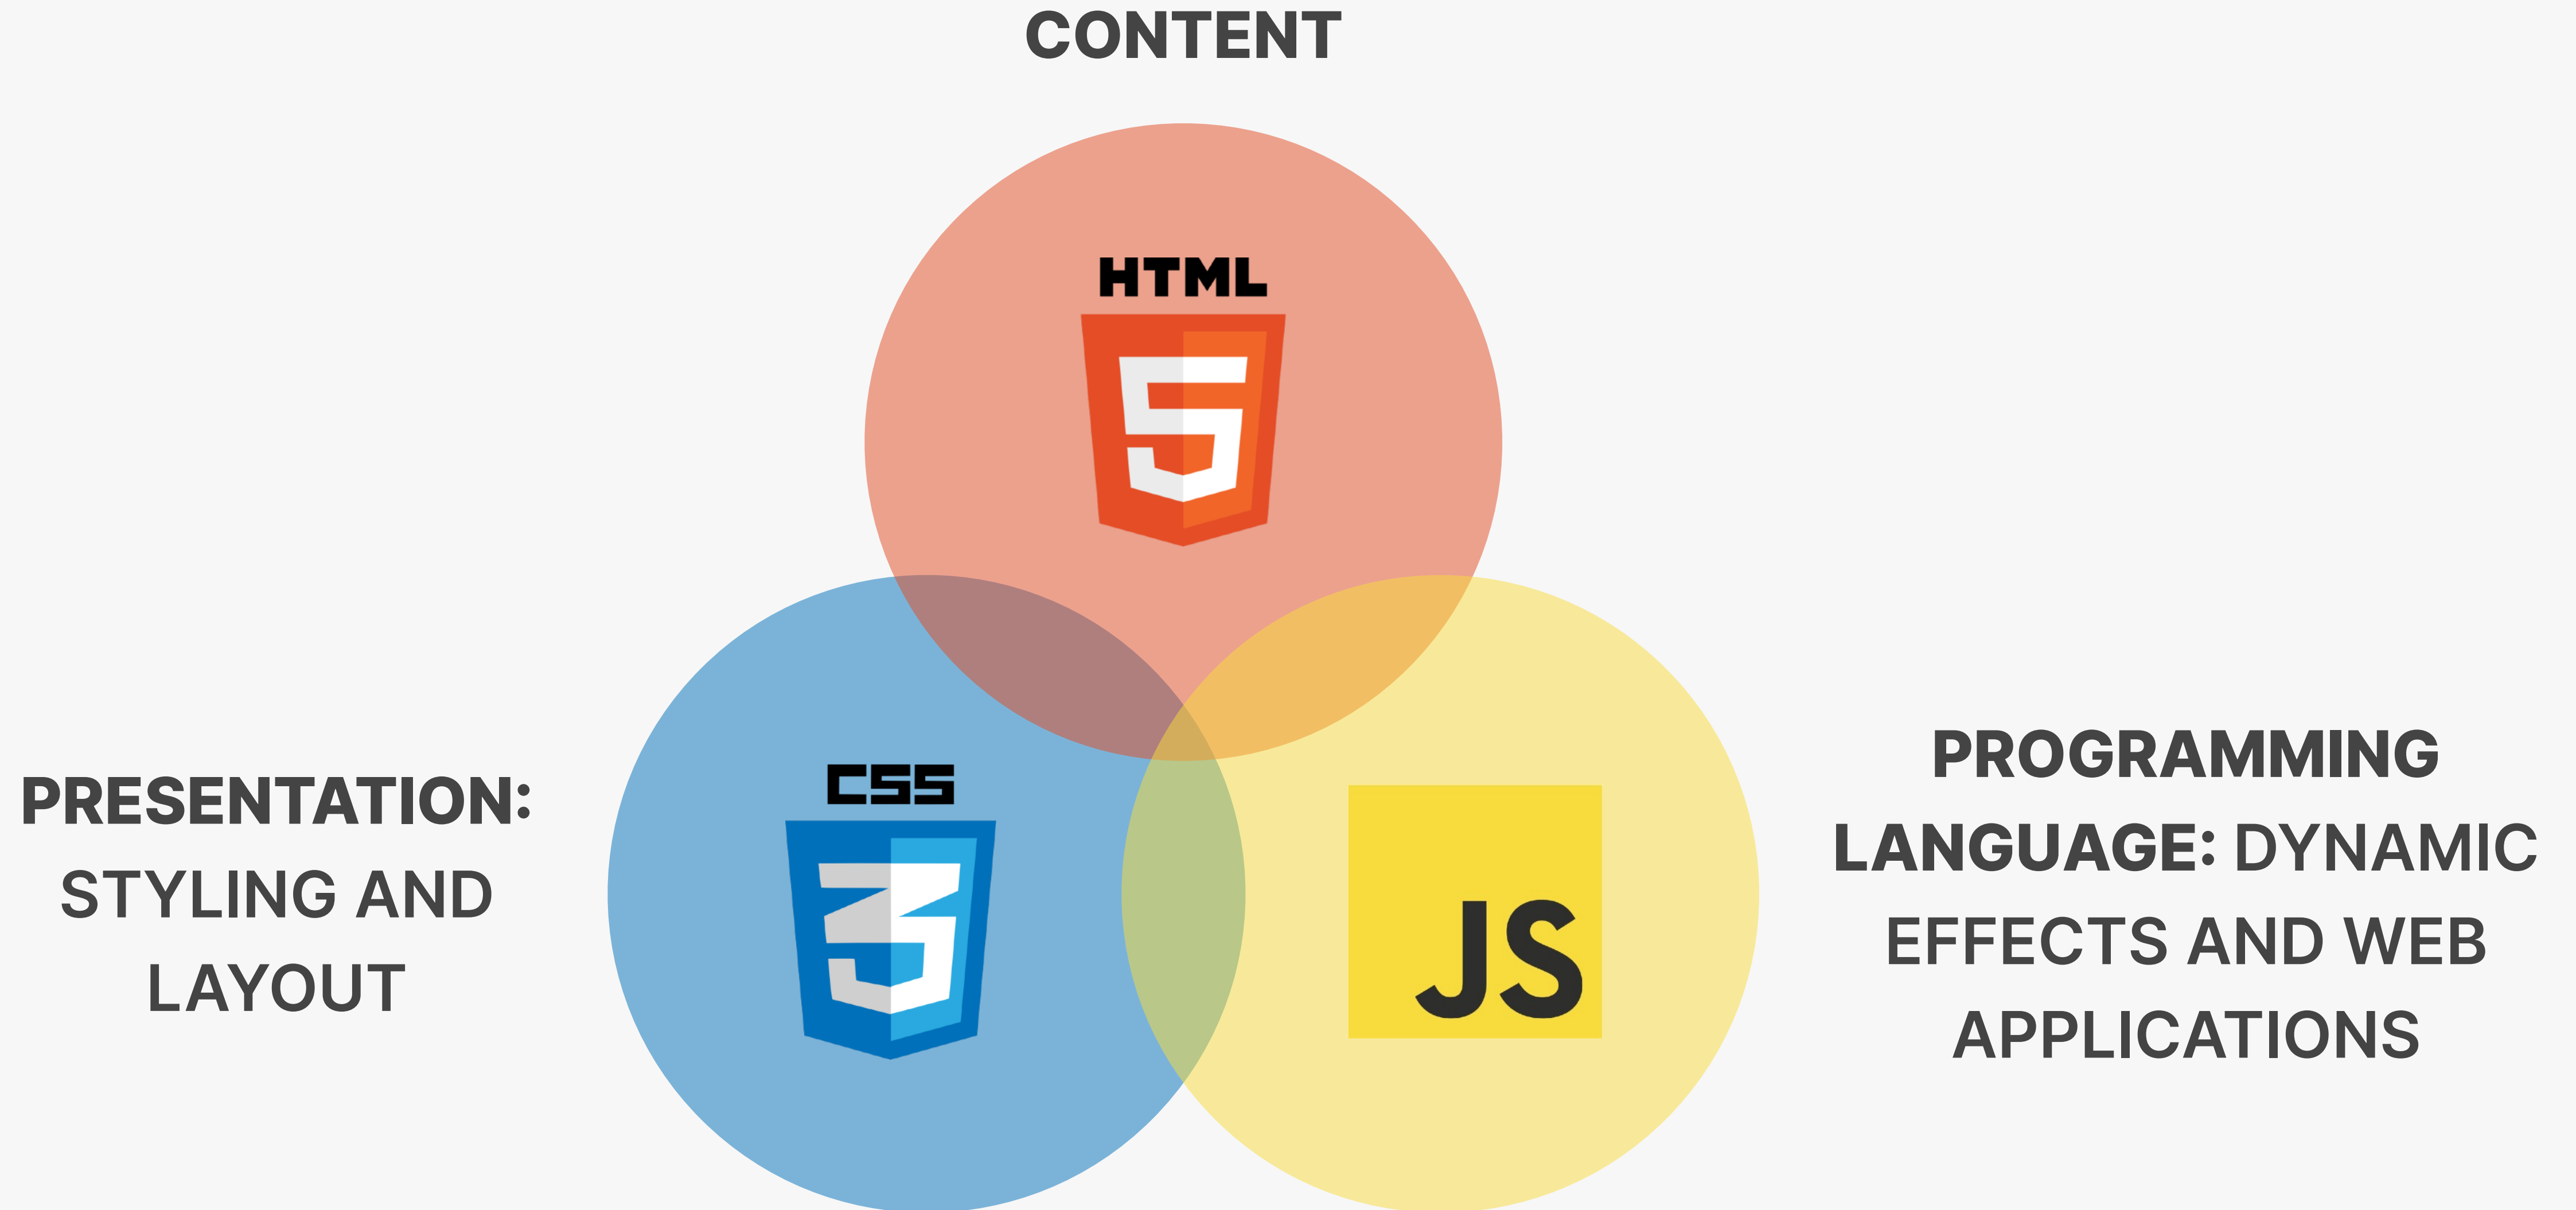 CONTENT
HTML
5
CSS
3
JS
PRESENTATION:
STYLING AND
LAYOUT
PROGRAMMING
LANGUAGE: DYNAMIC
EFFECTS AND WEB
APPLICATIONS